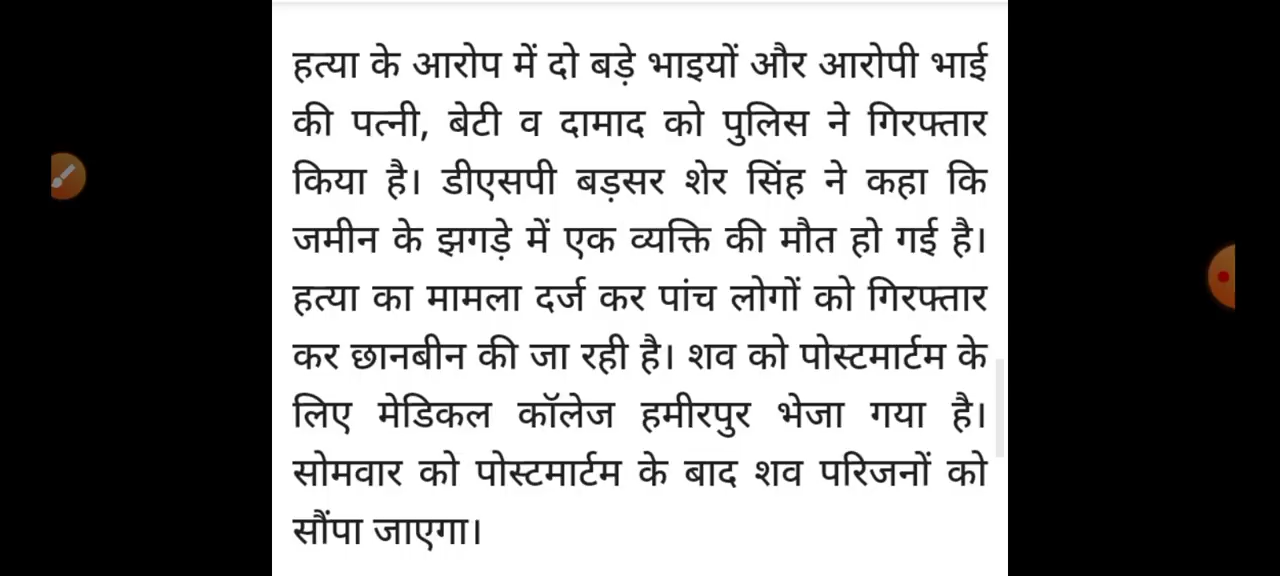 हत्या के आरोप में दो बड़े भाइयों और आरोपी भाई
की पत्नी, बेटी व दामाद को पुलिस ने गिरफ्तार
किया है। डीएसपी बड़सर शेर सिंह ने कहा कि
जमीन के झगड़े में एक व्यक्ति की मौत हो गई है।
हत्या का मामला दर्ज कर पांच लोगों को गिरफ्तार
कर छानबीन की जा रही है। शव को पोस्टमार्टम के
लिए मेडिकल कॉलेज हमीरपुर भेजा गया है।
सोमवार को पोस्टमार्टम के बाद शव परिजनों को
सौंपा जाएगा।